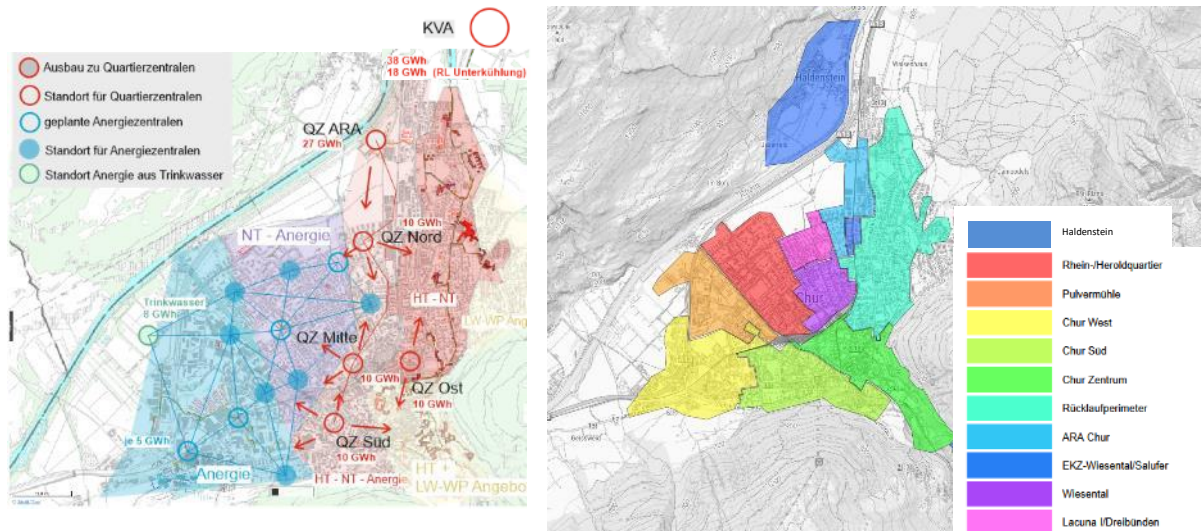 KVA
Ausbau zu Quartierzentralen
Standort für Quartierzentralen
geplante Anergiezentralen
Standort für Anergiezentralen
Standort Anergie aus Trinkwasser
38 GWh
18 GWh (RL Unterkühlung)
QZ ARA
27 GWh
10 GWh
QZ Nord
NT - Anergie
HT - NT
LW-WP Ange
Trinkwasser
8 GWh
QZ Mitte
10 GWh
QZ Ost
10 GWh
QZ Süd
10 GWh
je 5 GWh
Anergie
HT - NT-Anergie
HT +
LW-WP Angebo
Haldenstein
Chur
Haldenstein
Rhein-/Heroldquartier
Pulvermühle
Chur West
Chur Süd
Chur Zentrum
Rücklaufperimeter
ARA Chur
EKZ-Wiesental/Salufer
Wiesental
Lacuna I/Dreibünden